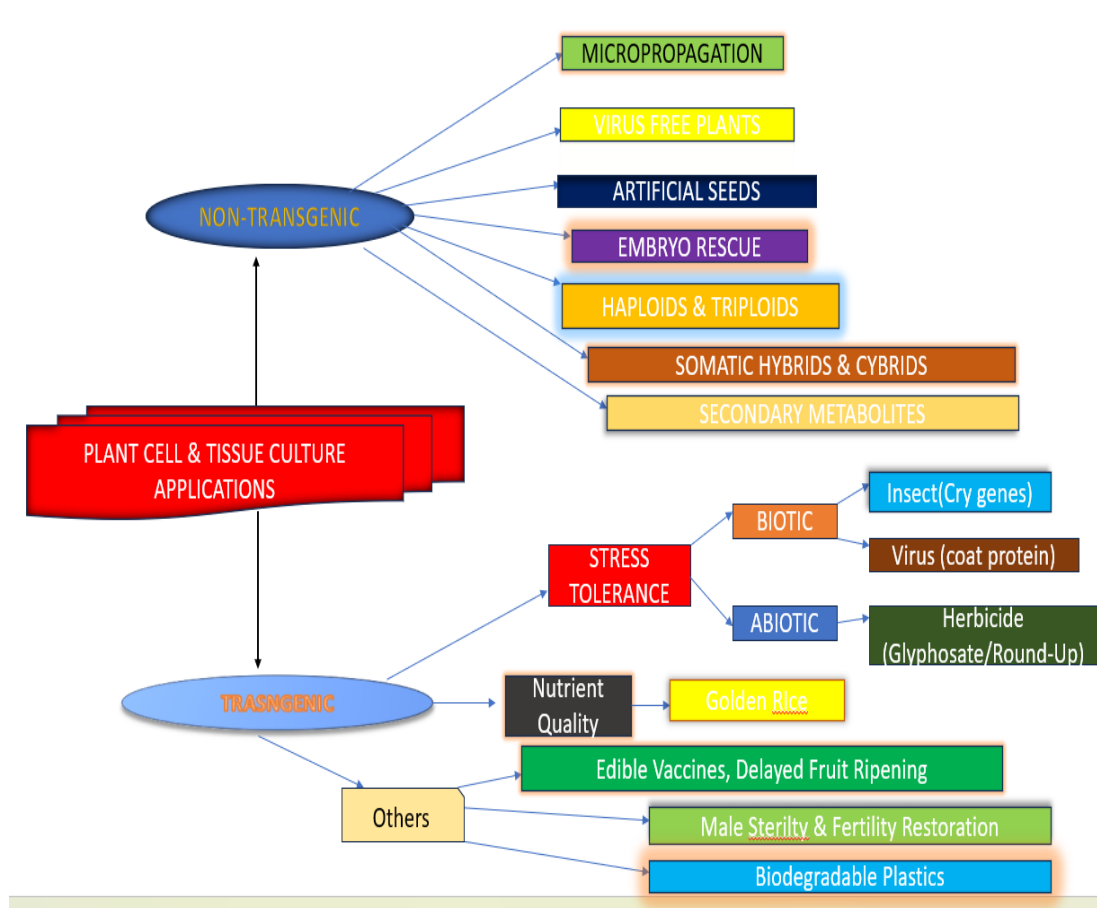 MICROPROPAGATION
VIRUS FREE PLANTS
ARTIFICIAL SEEDS
NON-TRANSGENIC
EMBRYO RESCUE
HAPLOIDS & TRIPLOIDS
SOMATIC HYBRIDS & CYBRIDS
SECONDARY METABOLITES
PLANT CELL & TISSUE CULTURE
APPLICATIONS
Insect(Cry genes)
BIOTIC
Virus (coat protein)
STRESS
TOLERANCE
ABIOTIC
Herbicide
(Glyphosate/Round-Up)
TRASNGENIC
Nutrient
Quality
Golden RIce
Edible Vaccines, Delayed Fruit Ripening
Others
Male Sterilty & Fertility Restoration
Biodegradable Plastics